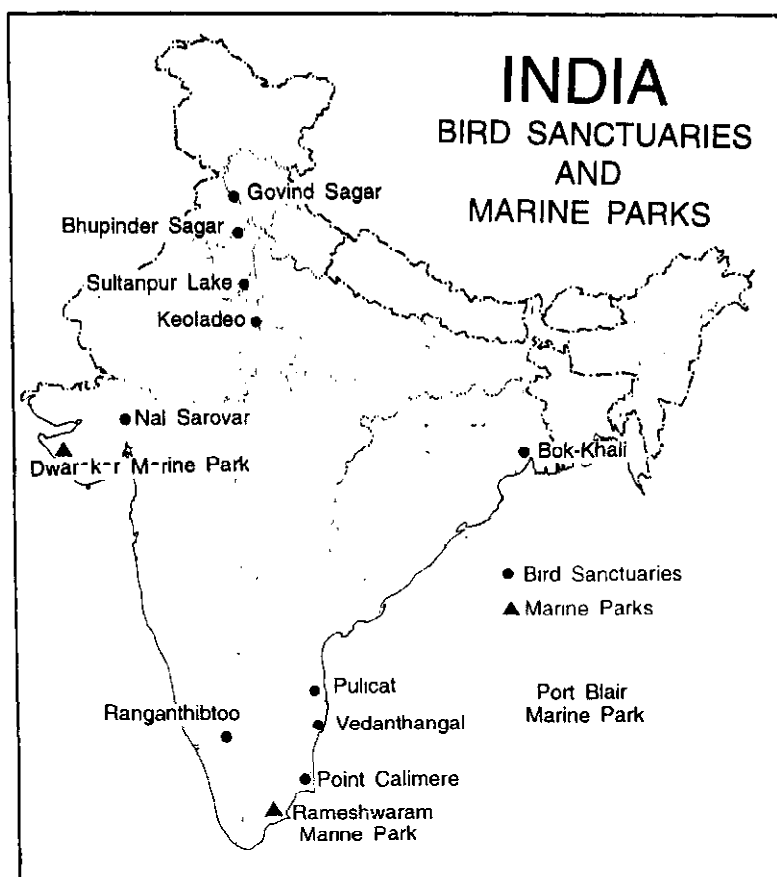 INDIA
BIRD SANCTUARIES
AND
MARINE PARKS
Govind Sagar
Bhupinder Sagar
Sultanpur Lake
Keoladeo
Nal Sarovar
Marine Park
Bok-Khali
Bird Sanctuaries
Marine Parks
Pulicat
Port Blair
Marine Park
Ranganthibtoo
Vedanthangal
Point Calimere
Rameshwaram
Marine Park